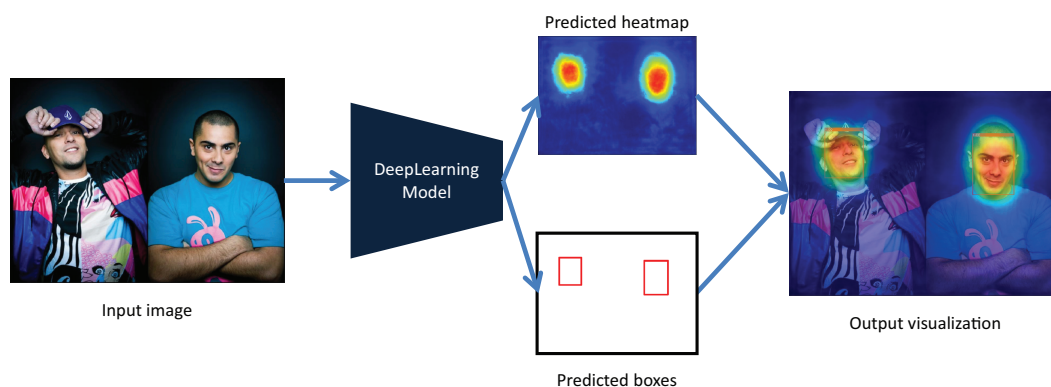 Predicted heatmap
DeepLearning
Model
Input image
Output visualization
Predicted boxes